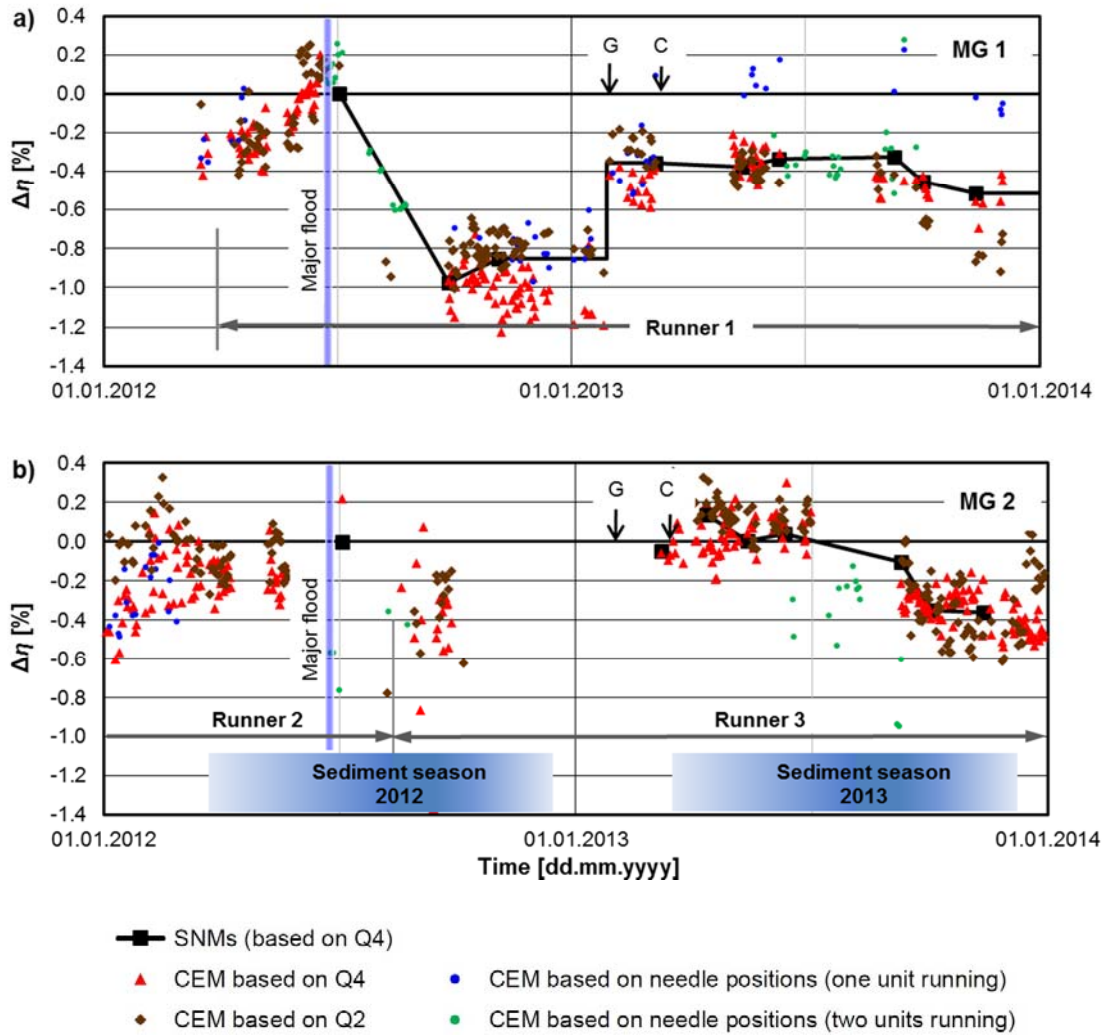 a)
0.4
0.2
0.0
-0.2
-0.4
-0.6
-0.8
-1.0
-1.2
-1.4
Δη [%]
G
C
MG 1
Major flood
Runner 1
01.01.2012
01.01.2013
01.01.2014
b)
0.4
0.2
0.0
-0.2
-0.4
-0.6
-0.8
-1.0
-1.2
-1.4
Δη [%]
G
C
MG 2
Major flood
Runner 2
Runner 3
Sediment season
2012
Sediment season
2013
01.01.2012
01.01.2013
01.01.2014
Time [dd.mm.yyyy]
SNMs (based on Q4)
CEM based on Q4
CEM based on needle positions (one unit running)
CEM based on Q2
CEM based on needle positions (two units running)